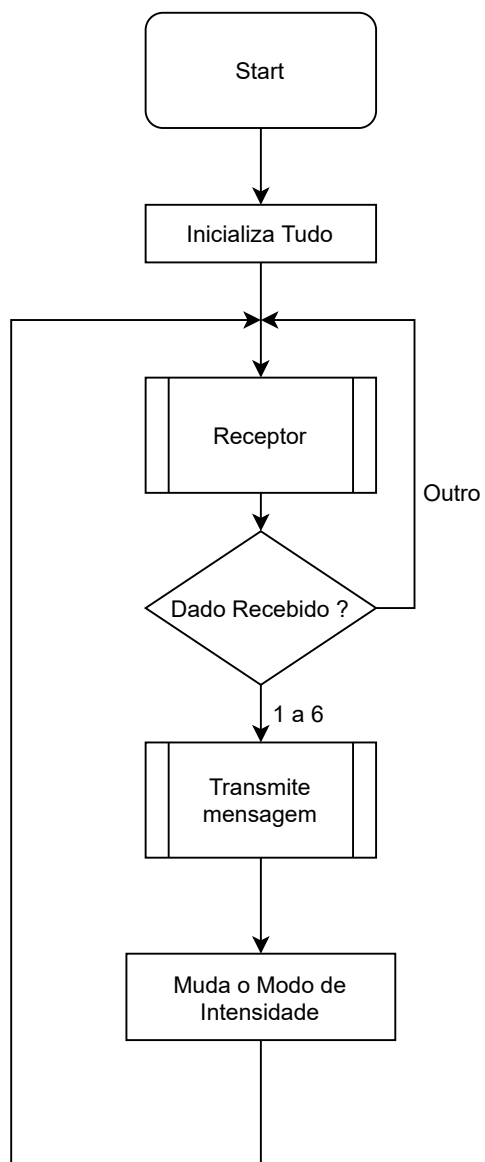 Start
Inicializa Tudo
Receptor
Outro
Dado Recebido ?
1 a 6
Transmite
mensagem
Muda o Modo de
Intensidade